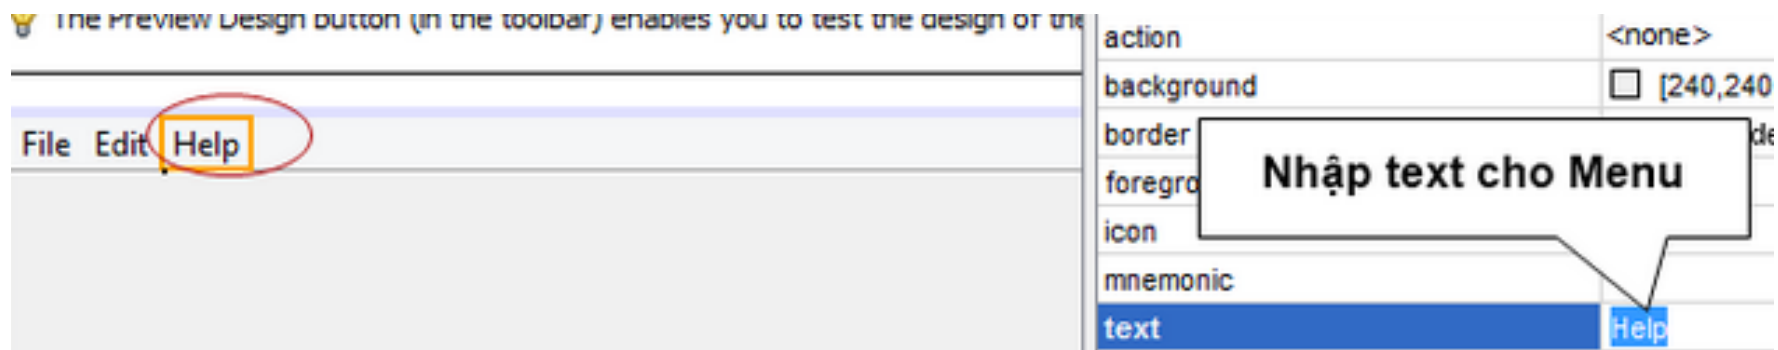 The Preview Design button (in the toolbar) enables you to test the design of the
File Edit Help
action <none>
background [240,240
border
foregro
icon
mnemonic
text Help
Nhập text cho Menu